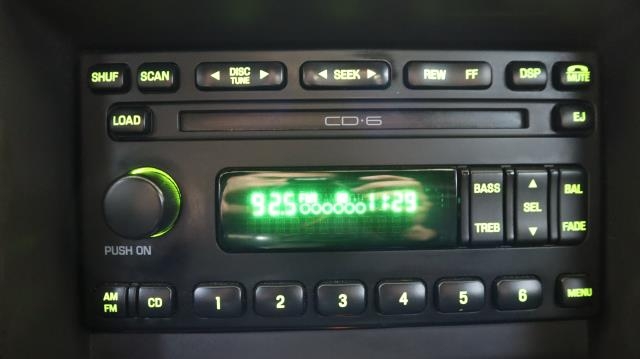 SHUF SCAN ◄ DISC TUNE ► ◄ SEEK ► REW FF DSP MUTE
LOAD CD·6 EJ
92.5 FM 11:29
BASS ▲ BAL
SEL
TREB ▼ FADE
PUSH ON
AM FM CD 1 2 3 4 5 6 MENU